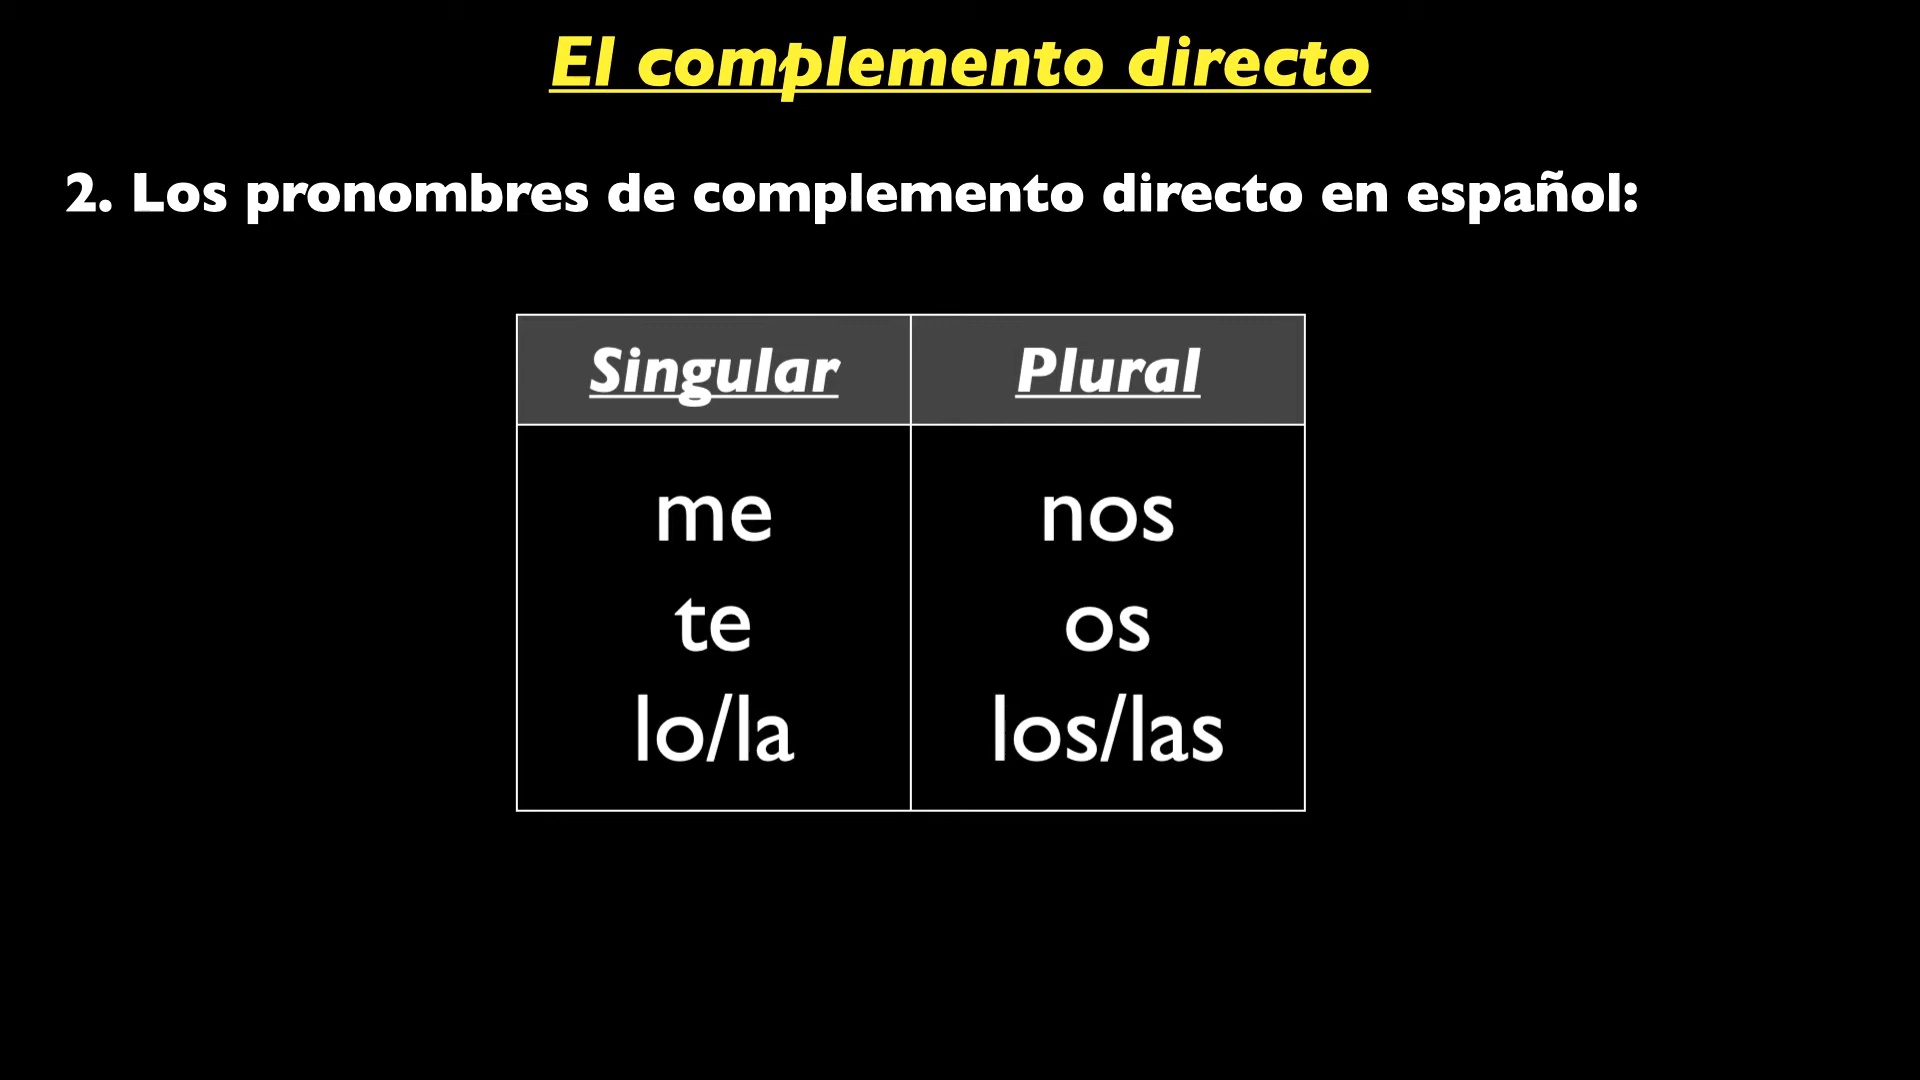 El complemento directo
2. Los pronombres de complemento directo en español:
Singular Plural
me nos
te os
lo/la los/las